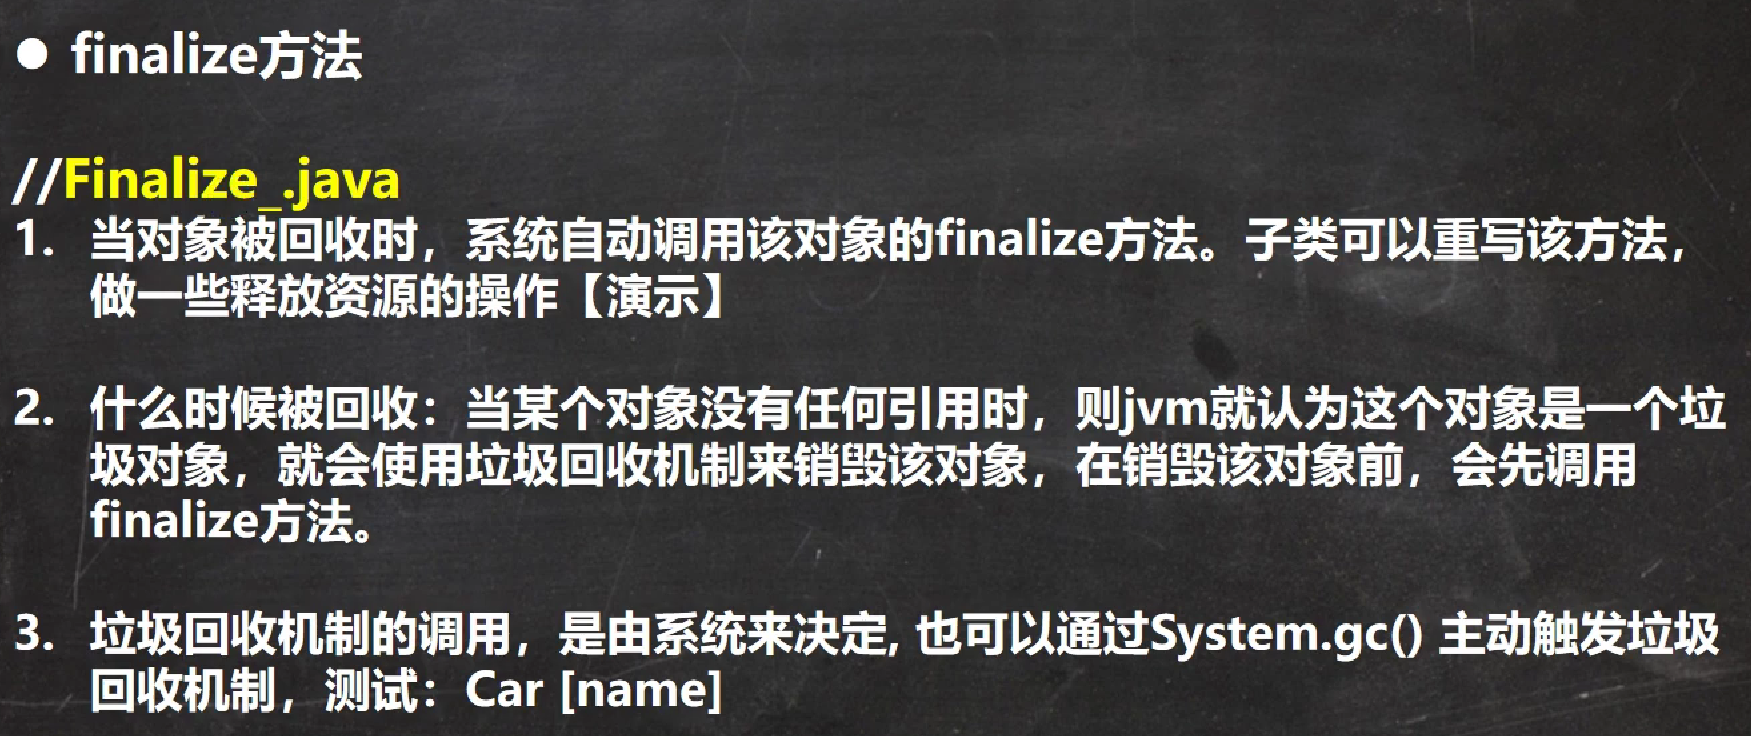 ● finalize方法
//Finalize_.java
1. 当对象被回收时，系统自动调用该对象的finalize方法。子类可以重写该方法，
做一些释放资源的操作【演示】
2. 什么时候被回收：当某个对象没有任何引用时，则jvm就认为这个对象是一个垃
圾对象，就会使用垃圾回收机制来销毁该对象，在销毁该对象前，会先调用
finalize方法。
3. 垃圾回收机制的调用，是由系统来决定, 也可以通过System.gc() 主动触发垃圾
回收机制，测试：Car [name]